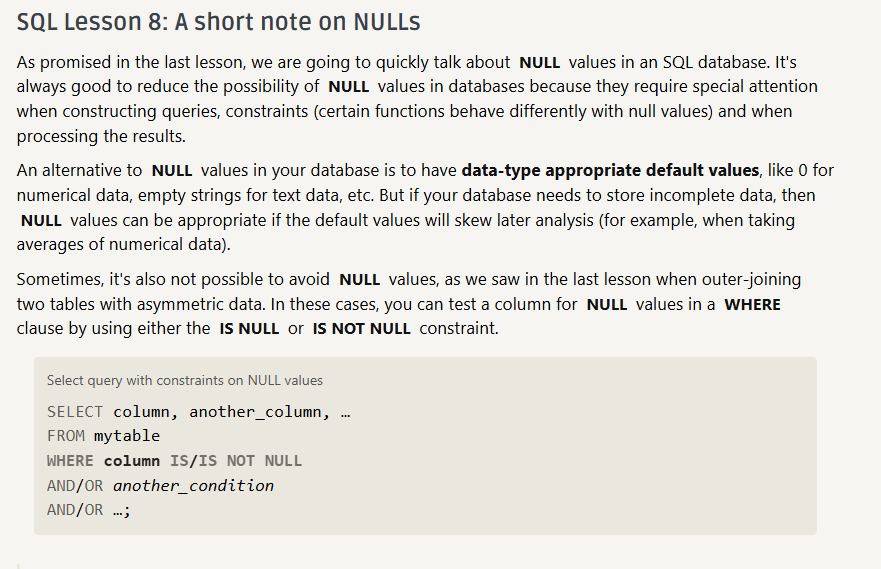 SQL Lesson 8: A short note on NULLs
As promised in the last lesson, we are going to quickly talk about NULL values in an SQL database. It's
always good to reduce the possibility of NULL values in databases because they require special attention
when constructing queries, constraints (certain functions behave differently with null values) and when
processing the results.
An alternative to NULL values in your database is to have data-type appropriate default values, like 0 for
numerical data, empty strings for text data, etc. But if your database needs to store incomplete data, then
NULL values can be appropriate if the default values will skew later analysis (for example, when taking
averages of numerical data).
Sometimes, it's also not possible to avoid NULL values, as we saw in the last lesson when outer-joining
two tables with asymmetric data. In these cases, you can test a column for NULL values in a WHERE
clause by using either the IS NULL or IS NOT NULL constraint.
Select query with constraints on NULL values
SELECT column, another_column, …
FROM mytable
WHERE column IS/IS NOT NULL
AND/OR another_condition
AND/OR …;